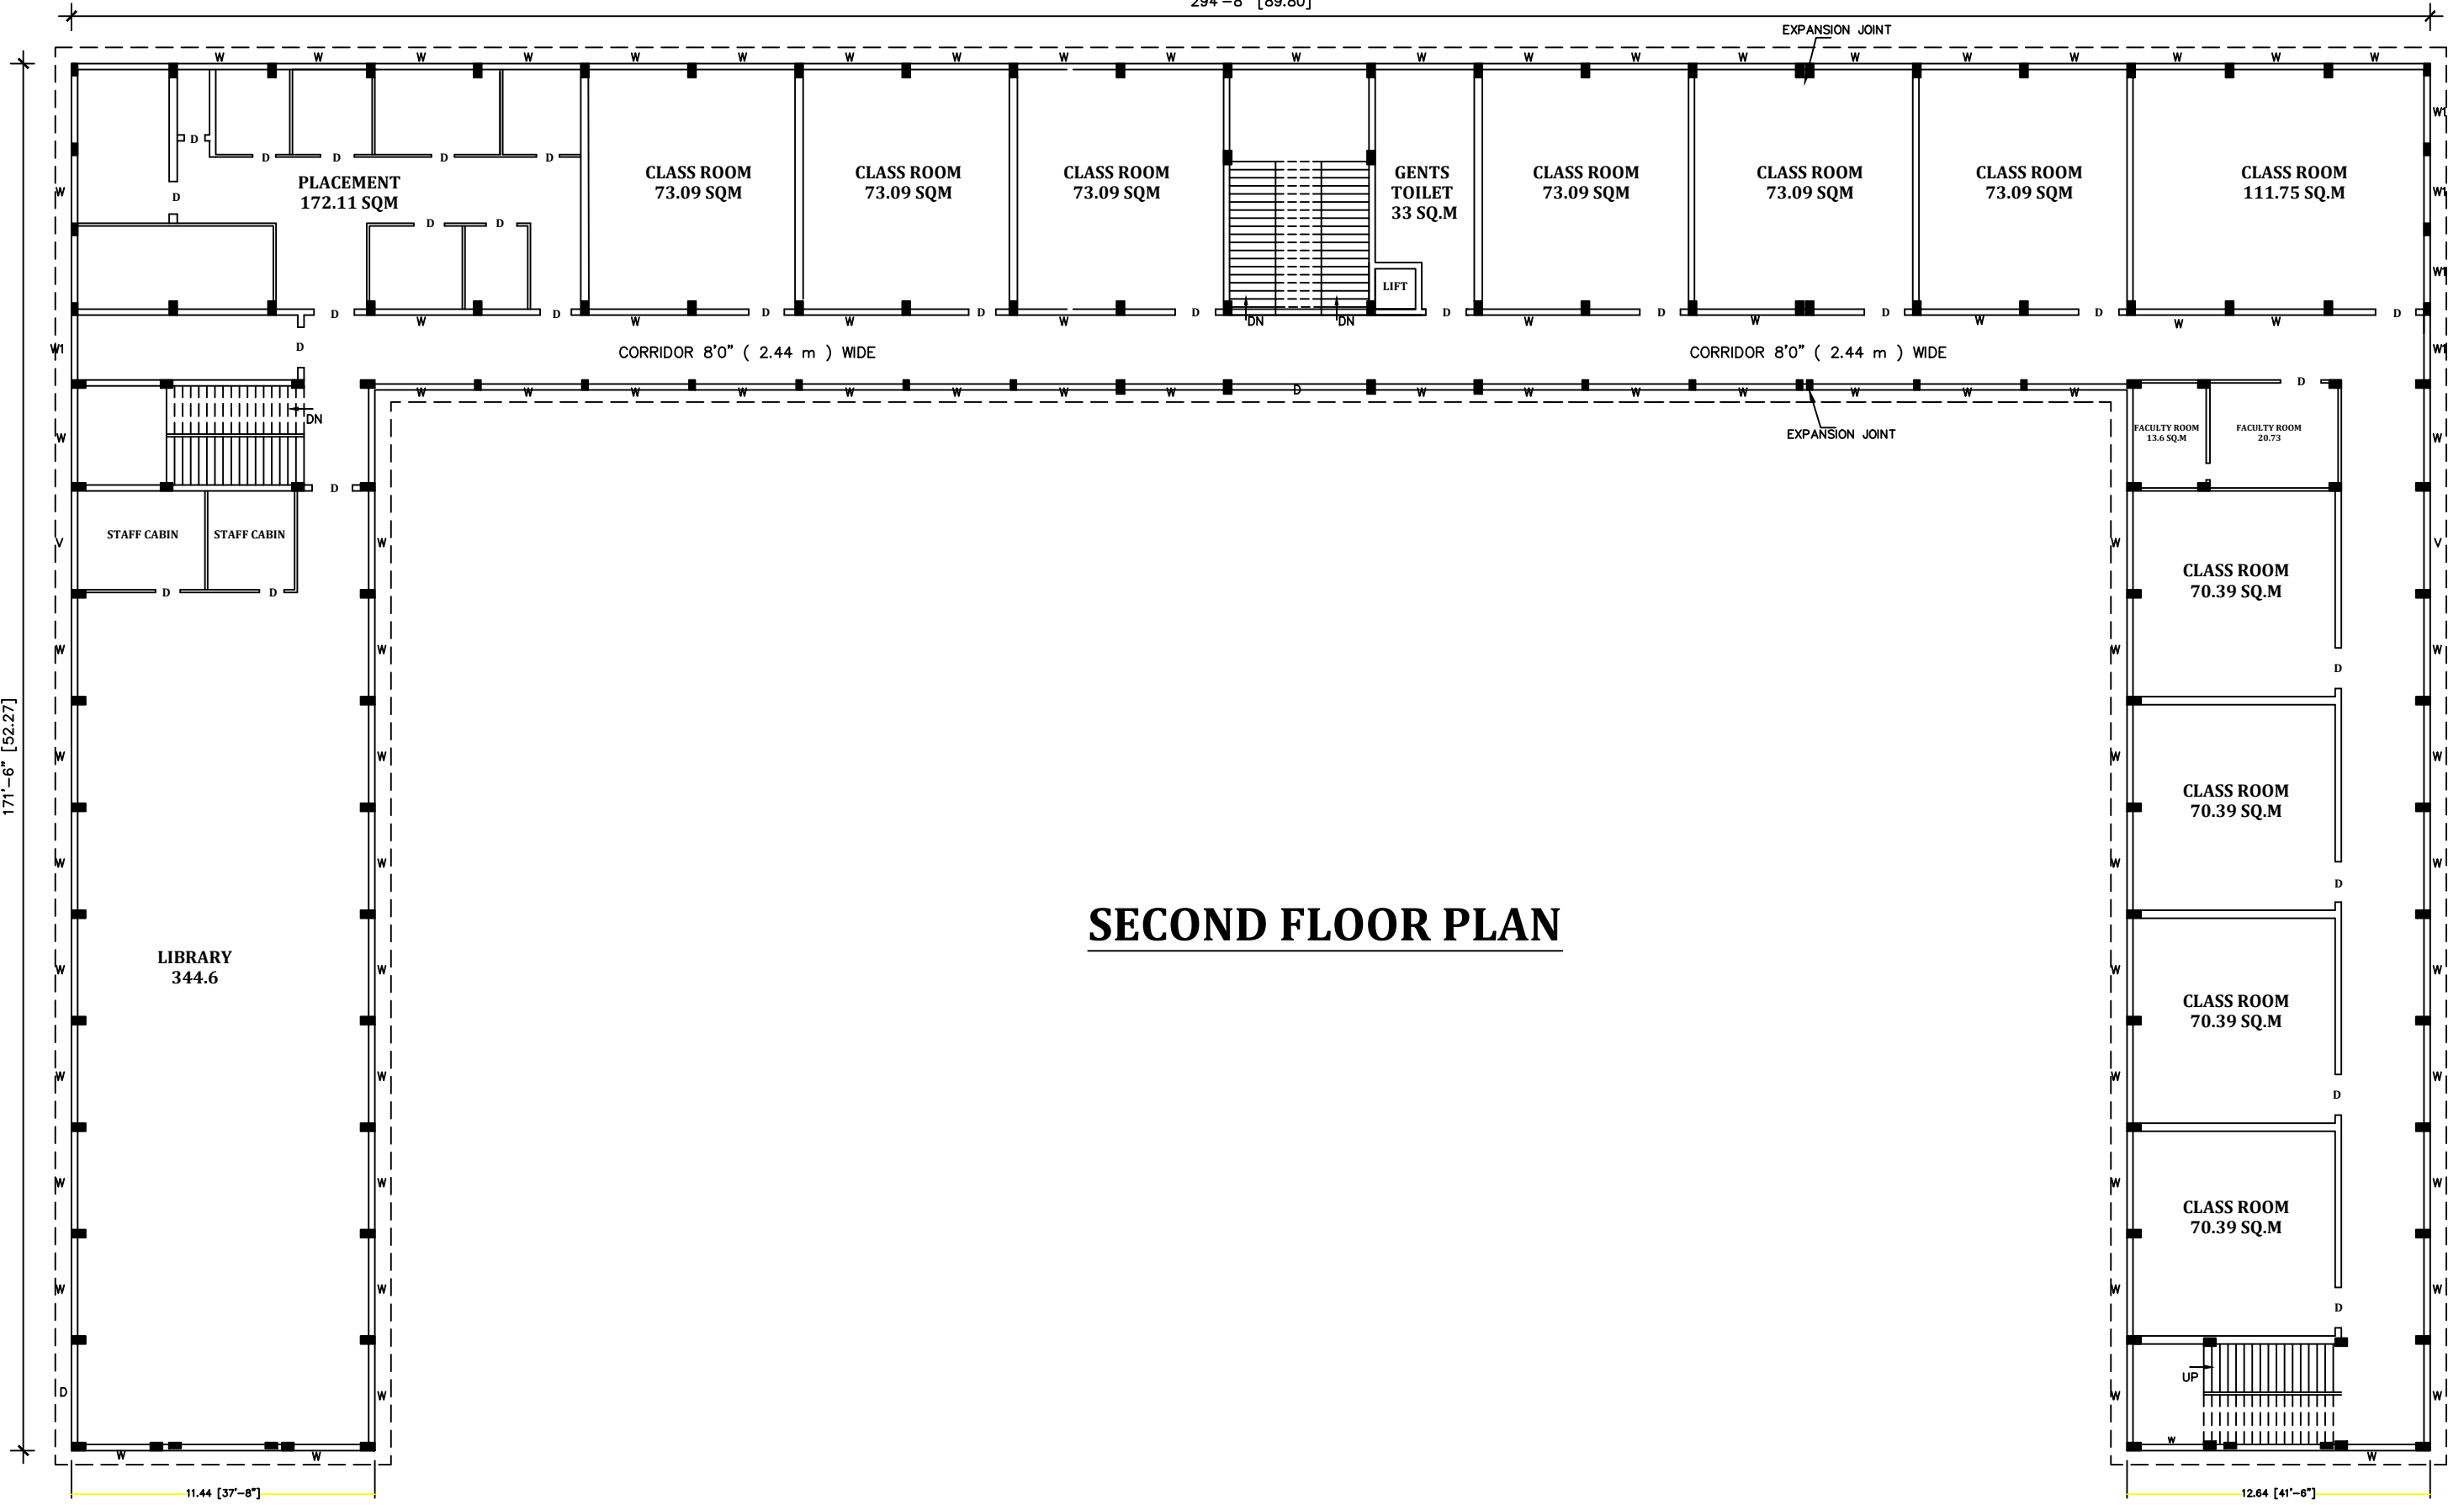 294'-8" [89.80]
EXPANSION JOINT
W W W W W W W W W W W W W W W W W W W W W
W1
D
D D D D
CLASS ROOM
73.09 SQM
CLASS ROOM
73.09 SQM
CLASS ROOM
73.09 SQM
GENTS
TOILET
33 SQ.M
CLASS ROOM
73.09 SQM
CLASS ROOM
73.09 SQM
CLASS ROOM
73.09 SQM
CLASS ROOM
111.75 SQ.M
PLACEMENT
172.11 SQM
W
D
W1
D D
W1
LIFT
D D D D D D D D D D
W W W W DN DN W W W W W
W1
D
CORRIDOR 8'0" ( 2.44 m ) WIDE
CORRIDOR 8'0" ( 2.44 m ) WIDE
W1
D
W W W W W W W W D W W W W W W W
DN
EXPANSION JOINT
FACULTY ROOM
13.6 SQ.M
FACULTY ROOM
20.73
W
W
D
STAFF CABIN
STAFF CABIN
V
W
W
V
D D
CLASS ROOM
70.39 SQ.M
W W W W
D
171'-6" [52.27]
W W W W
CLASS ROOM
70.39 SQ.M
W W W
D
SECOND FLOOR PLAN
LIBRARY
344.6
W W W W
CLASS ROOM
70.39 SQ.M
W W W W
D
W W W W
CLASS ROOM
70.39 SQ.M
W W W W
D
UP
D W W W
W W W W
11.44 [37'-8"]
12.64 [41'-6"]